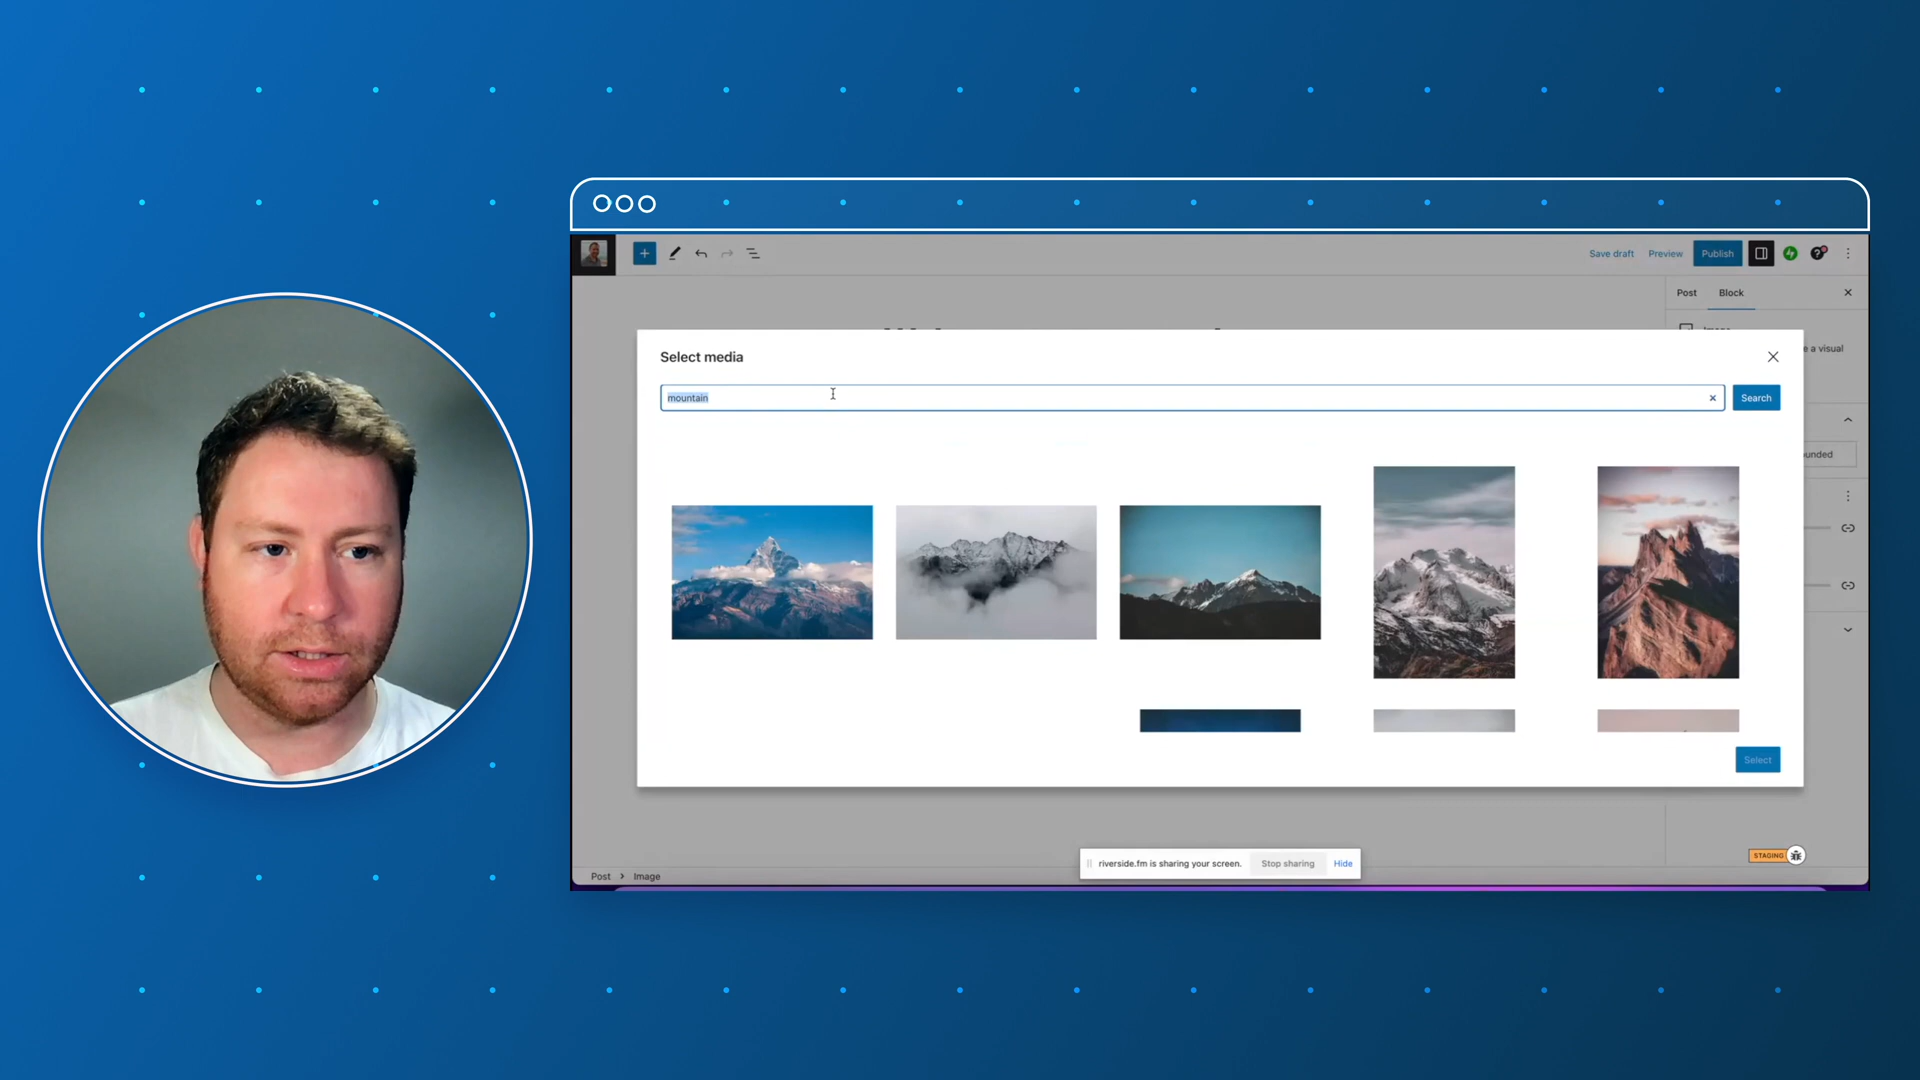 Save draft Preview Publish
Post Block
Select media
e a visual
mountain
Search
unded
Select
STAGING
riverside.fm is sharing your screen. Stop sharing Hide
Post > Image